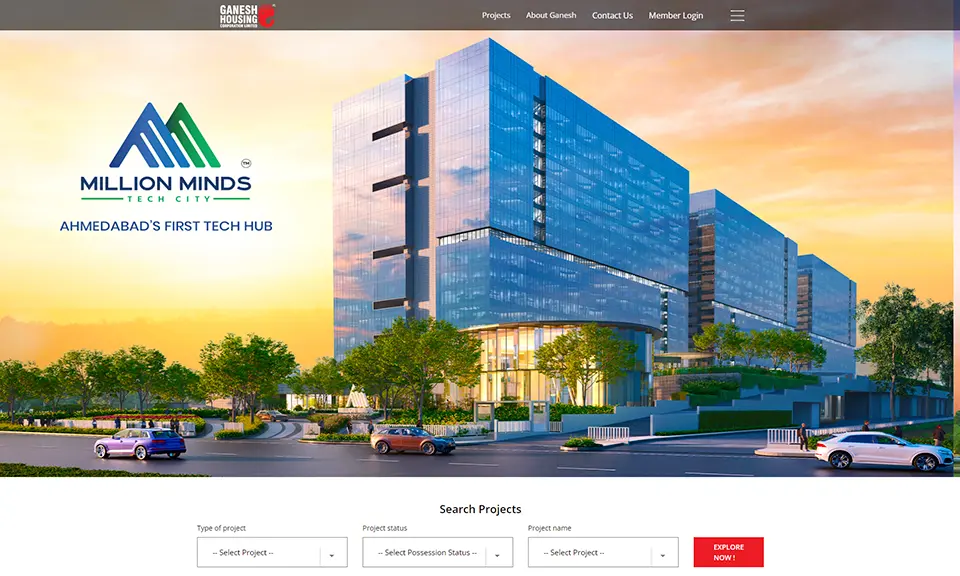 GANESH
HOUSING
CORPORATION LIMITED
Projects
About Ganesh
Contact Us
Member Login
TM
MILLION MINDS
TECH CITY
AHMEDABAD'S FIRST TECH HUB
Search Projects
Type of project
Project status
Project name
-- Select Project --
-- Select Possession Status --
-- Select Project --
EXPLORE
NOW !